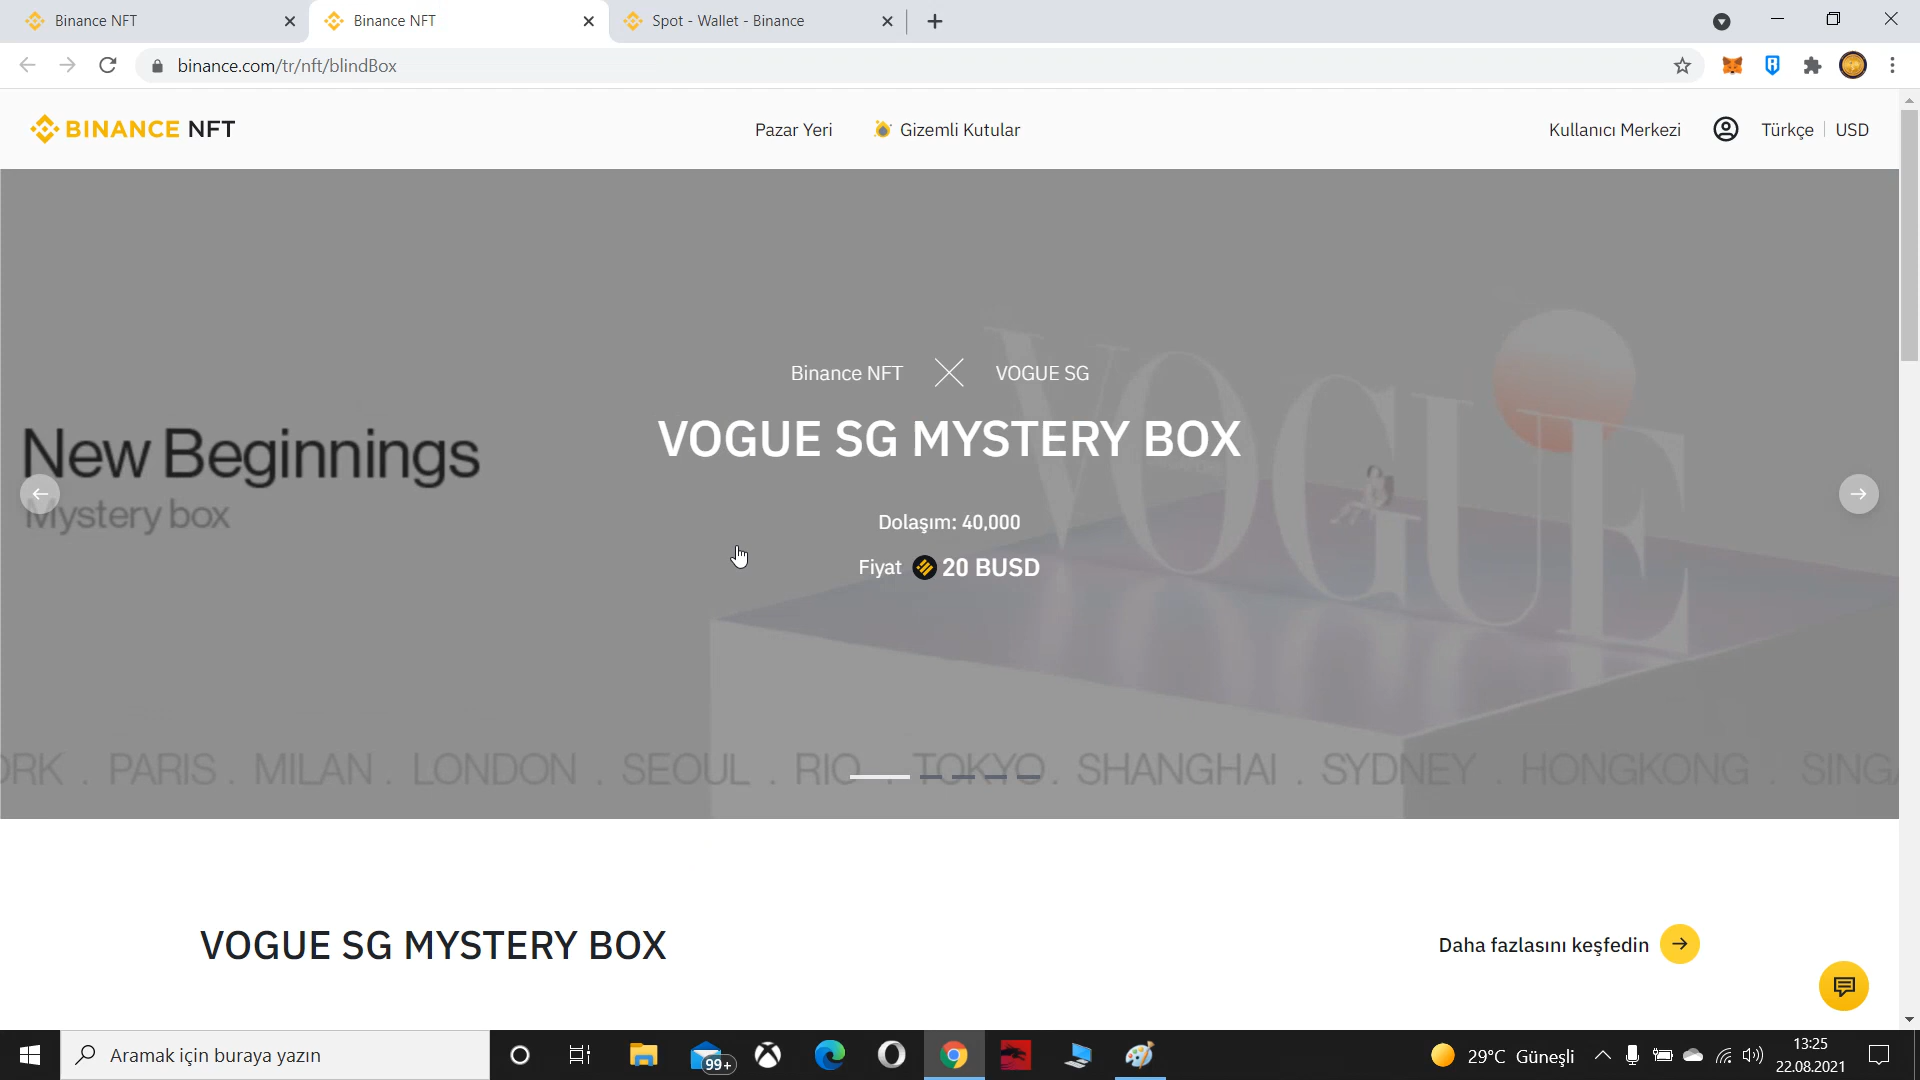 Binance NFT
Binance NFT
Spot - Wallet - Binance
binance.com/tr/nft/blindBox
BINANCE NFT
Pazar Yeri
Gizemli Kutular
Kullanıcı Merkezi
Türkçe
USD
Binance NFT
VOGUE SG
VOGUE SG MYSTERY BOX
New Beginnings
Mystery box
VOGUE
Dolaşım: 40,000
Fiyat 20 BUSD
ORK . PARIS . MILAN . LONDON . SEOUL . RIO . TOKYO . SHANGHAI . SYDNEY . HONGKONG . SINGA
VOGUE SG MYSTERY BOX
Daha fazlasını keşfedin
Aramak için buraya yazın
99+
29°C Güneşli
13:25
22.08.2021